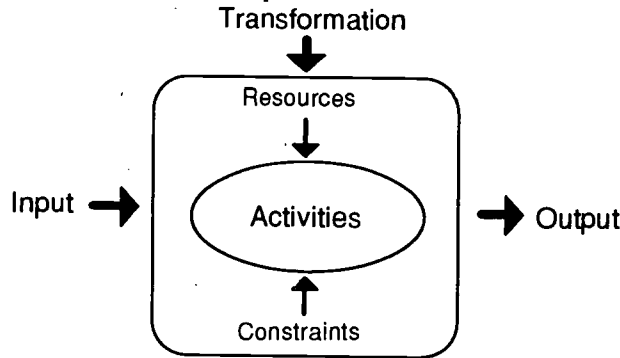 Transformation
Resources
Input
Activities
Output
Constraints